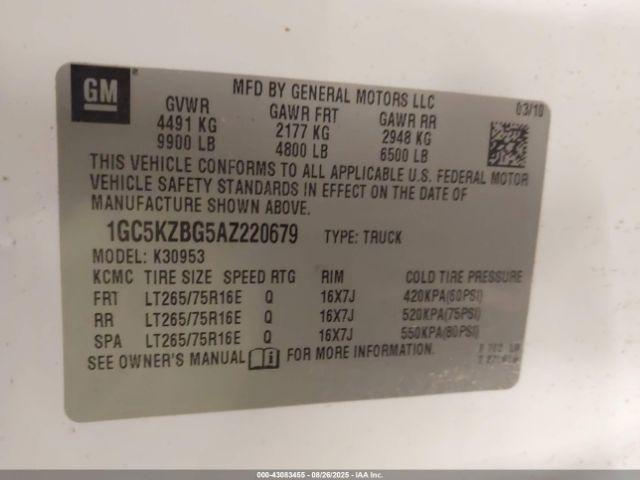 GM
MFD BY GENERAL MOTORS LLC
03/10
GVWR GAWR FRT GAWR RR
4491 KG 2177 KG 2948 KG
9900 LB 4800 LB 6500 LB
THIS VEHICLE CONFORMS TO ALL APPLICABLE U.S. FEDERAL MOTOR
VEHICLE SAFETY STANDARDS IN EFFECT ON THE DATE OF
MANUFACTURE SHOWN ABOVE.
1GC5KZBG5AZ220679 TYPE: TRUCK
MODEL: K30953
KCMC TIRE SIZE SPEED RTG RIM COLD TIRE PRESSURE
FRT LT265/75R16E Q 16X7J 420KPA(60PSI)
RR LT265/75R16E Q 16X7J 520KPA(75PSI)
SPA LT265/75R16E Q 16X7J 550KPA(80PSI)
SEE OWNER'S MANUAL i FOR MORE INFORMATION.
000-43083455 - 08/26/2025 - IAA Inc.